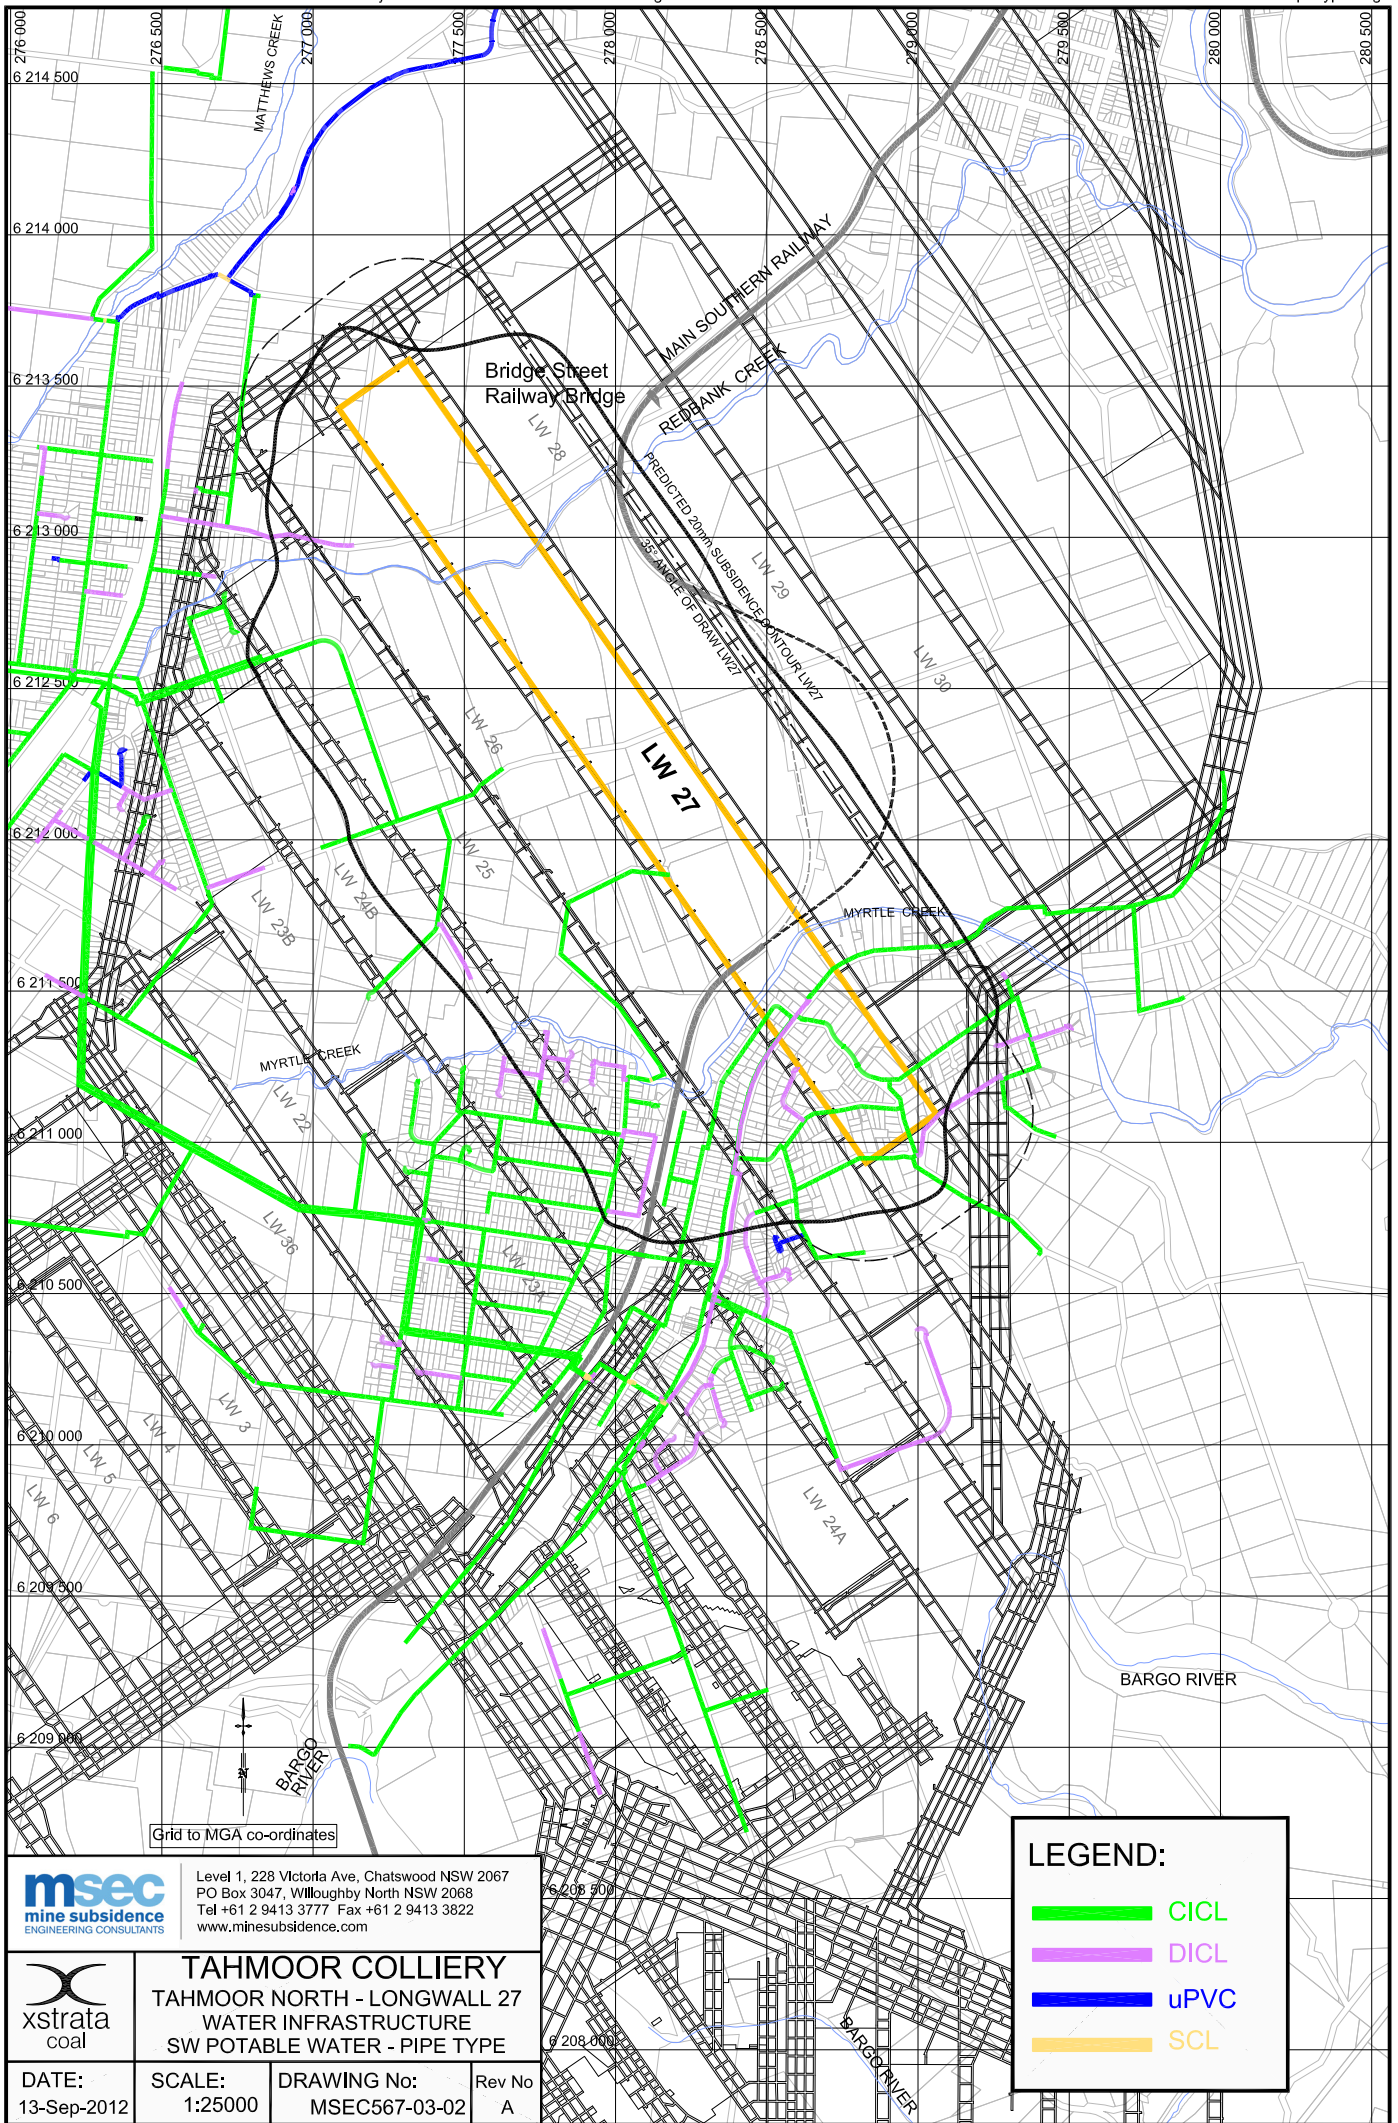 276 000
276 500
277 000
277 500
278 000
278 500
279 000
279 500
280 000
280 500
6 214 500
MATTHEWS CREEK
6 214 000
MAIN SOUTHERN RAILWAY
6 213 500
Bridge Street
Railway Bridge
REDBANK CREEK
LW 28
PREDICTED 20mm SUBSIDENCE CONTOUR LW27
35° ANGLE OF DRAW LW27
6 213 000
LW 29
LW 30
6 212 500
LW 26
LW 27
6 212 000
LW 25
LW 24B
LW 23B
MYRTLE CREEK
6 211 500
MYRTLE CREEK
LW 22
6 211 000
LW 36
LW 23A
6 210 500
LW 3
LW 4
LW 5
LW 6
6 210 000
LW 24A
6 209 500
BARGO RIVER
6 209 000
BARGO
RIVER
N
Grid to MGA co-ordinates
6 208 500
6 208 000
BARGO RIVER
LEGEND:
CICL
DICL
uPVC
SCL
msec
mine subsidence
ENGINEERING CONSULTANTS
Level 1, 228 Victoria Ave, Chatswood NSW 2067
PO Box 3047, Willoughby North NSW 2068
Tel +61 2 9413 3777 Fax +61 2 9413 3822
www.minesubsidence.com
xstrata
coal
TAHMOOR COLLIERY
TAHMOOR NORTH - LONGWALL 27
WATER INFRASTRUCTURE
SW POTABLE WATER - PIPE TYPE
DATE:
13-Sep-2012
SCALE:
1:25000
DRAWING No:
MSEC567-03-02
Rev No
A